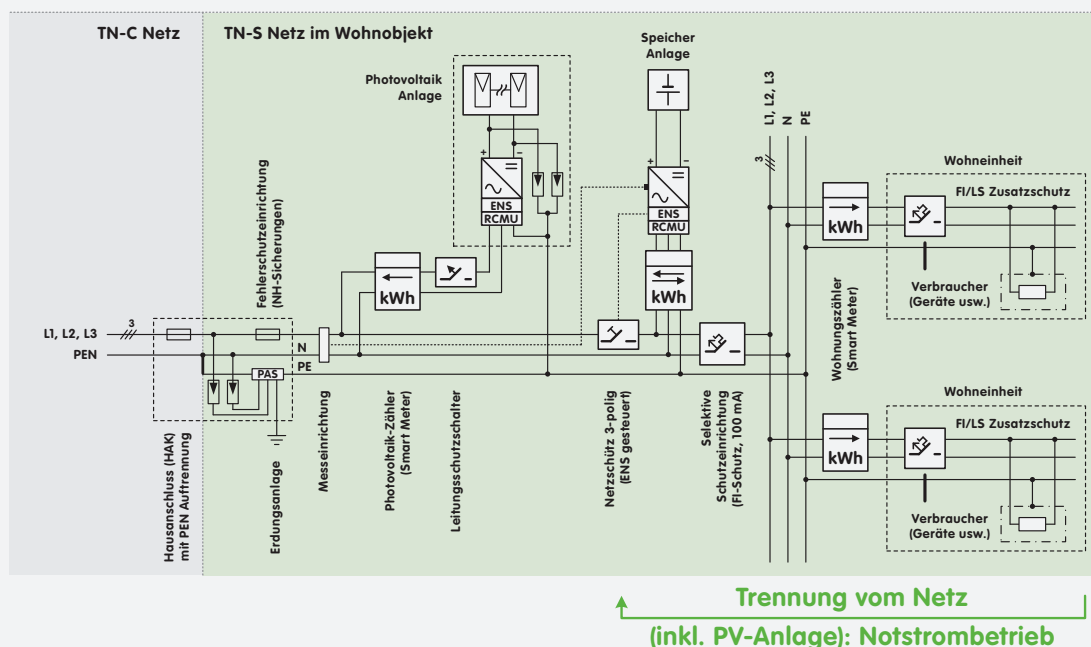 TN-C Netz
TN-S Netz im Wohnobjekt
Photovoltaik
Anlage
+
−
=
~
ENS
RCMU
Speicher
Anlage
+
−
=
~
ENS
RCMU
L1, L2, L3
N
PE
3
Wohneinheit
FI/LS Zusatzschutz
kWh
Verbraucher
(Geräte usw.)
Wohnungszähler
(Smart Meter)
Fehlerschutzeinrichtung
(NH-Sicherungen)
kWh
kWh
L1, L2, L3
3
PEN
N
PE
PAS
Hausanschluss (HAK)
mit PEN Auftrennung
Erdungsanlage
Messeinrichtung
Photovoltaik-Zähler
(Smart Meter)
Leitungsschutzschalter
Netzschütz 3-polig
(ENS gesteuert)
Selektive
Schutzeinrichtung
(FI-Schutz, 100 mA)
Wohneinheit
FI/LS Zusatzschutz
kWh
Verbraucher
(Geräte usw.)
Trennung vom Netz
(inkl. PV-Anlage): Notstrombetrieb